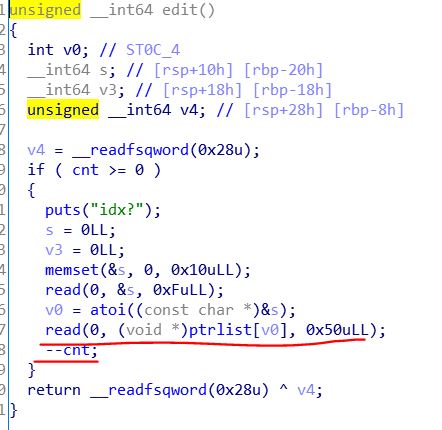 1 unsigned __int64 edit()
2 {
3   int v0; // ST0C_4
4   __int64 s; // [rsp+10h] [rbp-20h]
5   __int64 v3; // [rsp+18h] [rbp-18h]
6   unsigned __int64 v4; // [rsp+28h] [rbp-8h]
8   v4 = __readfsqword(0x28u);
9   if ( cnt >= 0 )
0   {
1     puts("idx?");
2     s = 0LL;
3     v3 = 0LL;
4     memset(&s, 0, 0x10uLL);
5     read(0, &s, 0xFuLL);
6     v0 = atoi((const char *)&s);
7     read(0, (void *)ptrlist[v0], 0x50uLL);
8     --cnt;
9   }
0   return __readfsqword(0x28u) ^ v4;
1 }